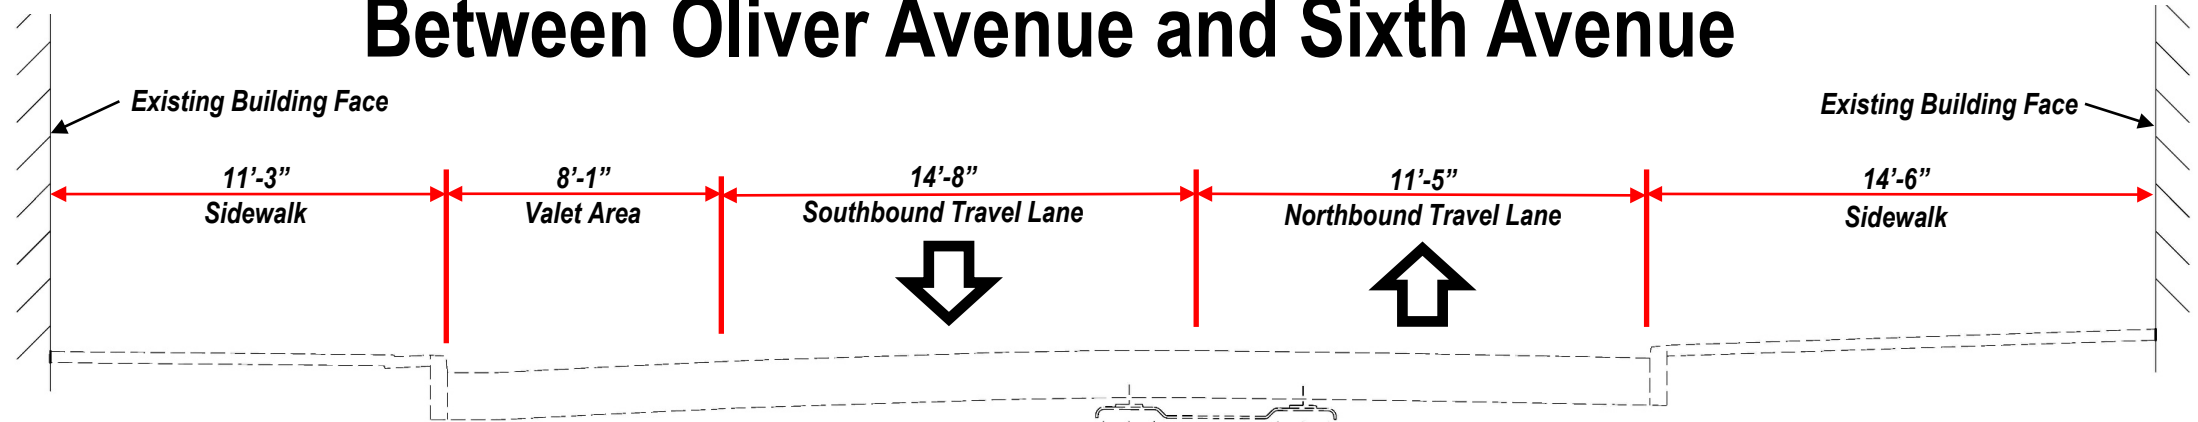 Between Oliver Avenue and Sixth Avenue
Existing Building Face
Existing Building Face
11’-3”
8’-1”
14’-8”
11’-5”
14’-6”
Sidewalk
Valet Area
Southbound Travel Lane
Northbound Travel Lane
Sidewalk